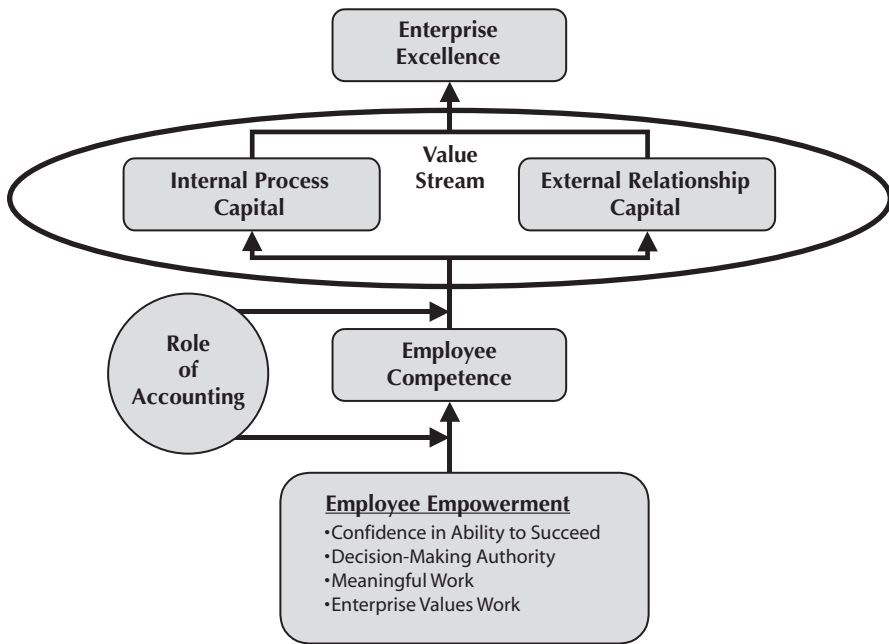 Enterprise
Excellence
Value
Stream
Internal Process
Capital
External Relationship
Capital
Role
of
Accounting
Employee
Competence
Employee Empowerment
•Confidence in Ability to Succeed
•Decision-Making Authority
•Meaningful Work
•Enterprise Values Work